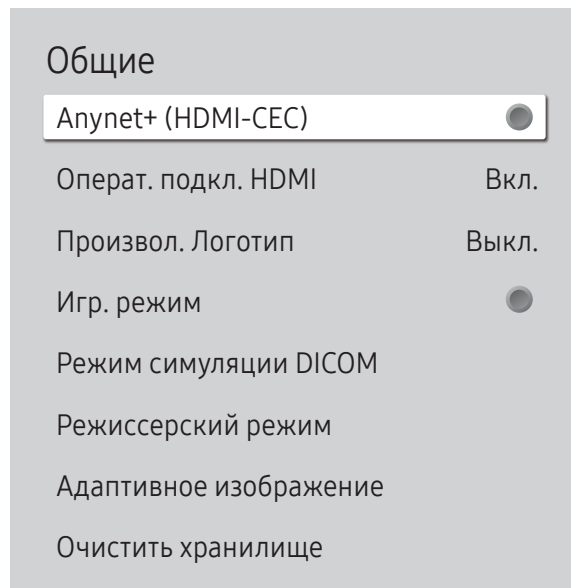 Общие
Anynet+ (HDMI-CEC)
Операт. подкл. HDMI Вкл.
Произвол. Логотип Выкл.
Игр. режим
Режим симуляции DICOM
Режиссерский режим
Адаптивное изображение
Очистить хранилище